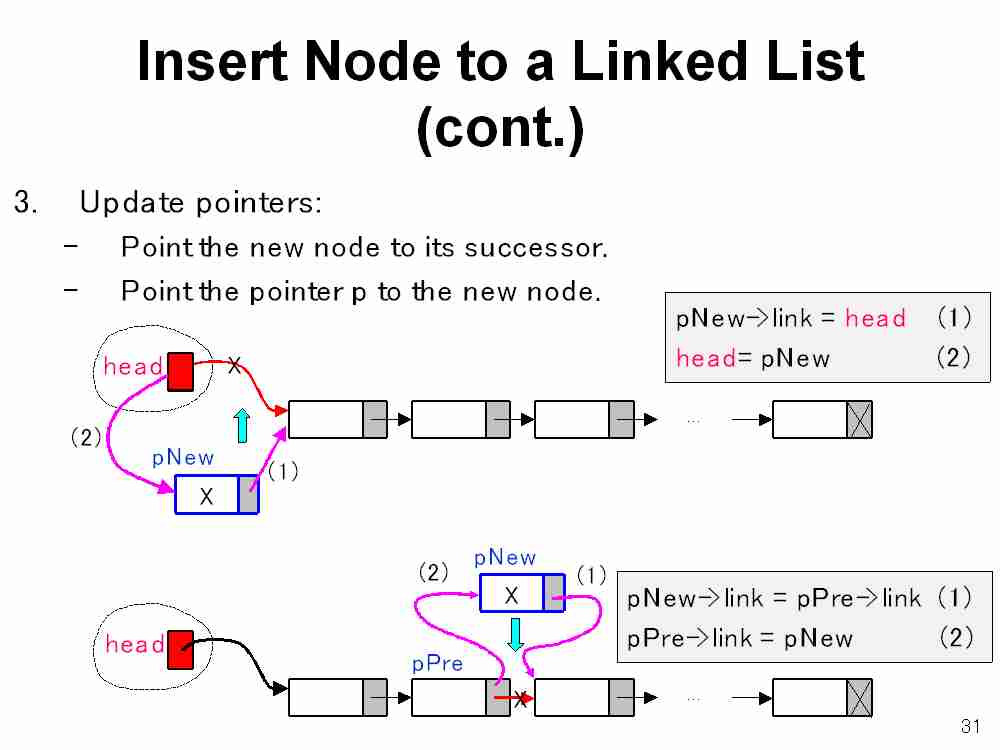 Insert Node to a Linked List
(cont.)
3. Update pointers:
- Point the new node to its successor.
- Point the pointer p to the new node.
pNew->link = head (1)
head= pNew (2)
head
X
...
(2)
pNew
(1)
X
pNew
(2)
(1)
X
pNew->link = pPre->link (1)
pPre->link = pNew (2)
head
pPre
X
...
31